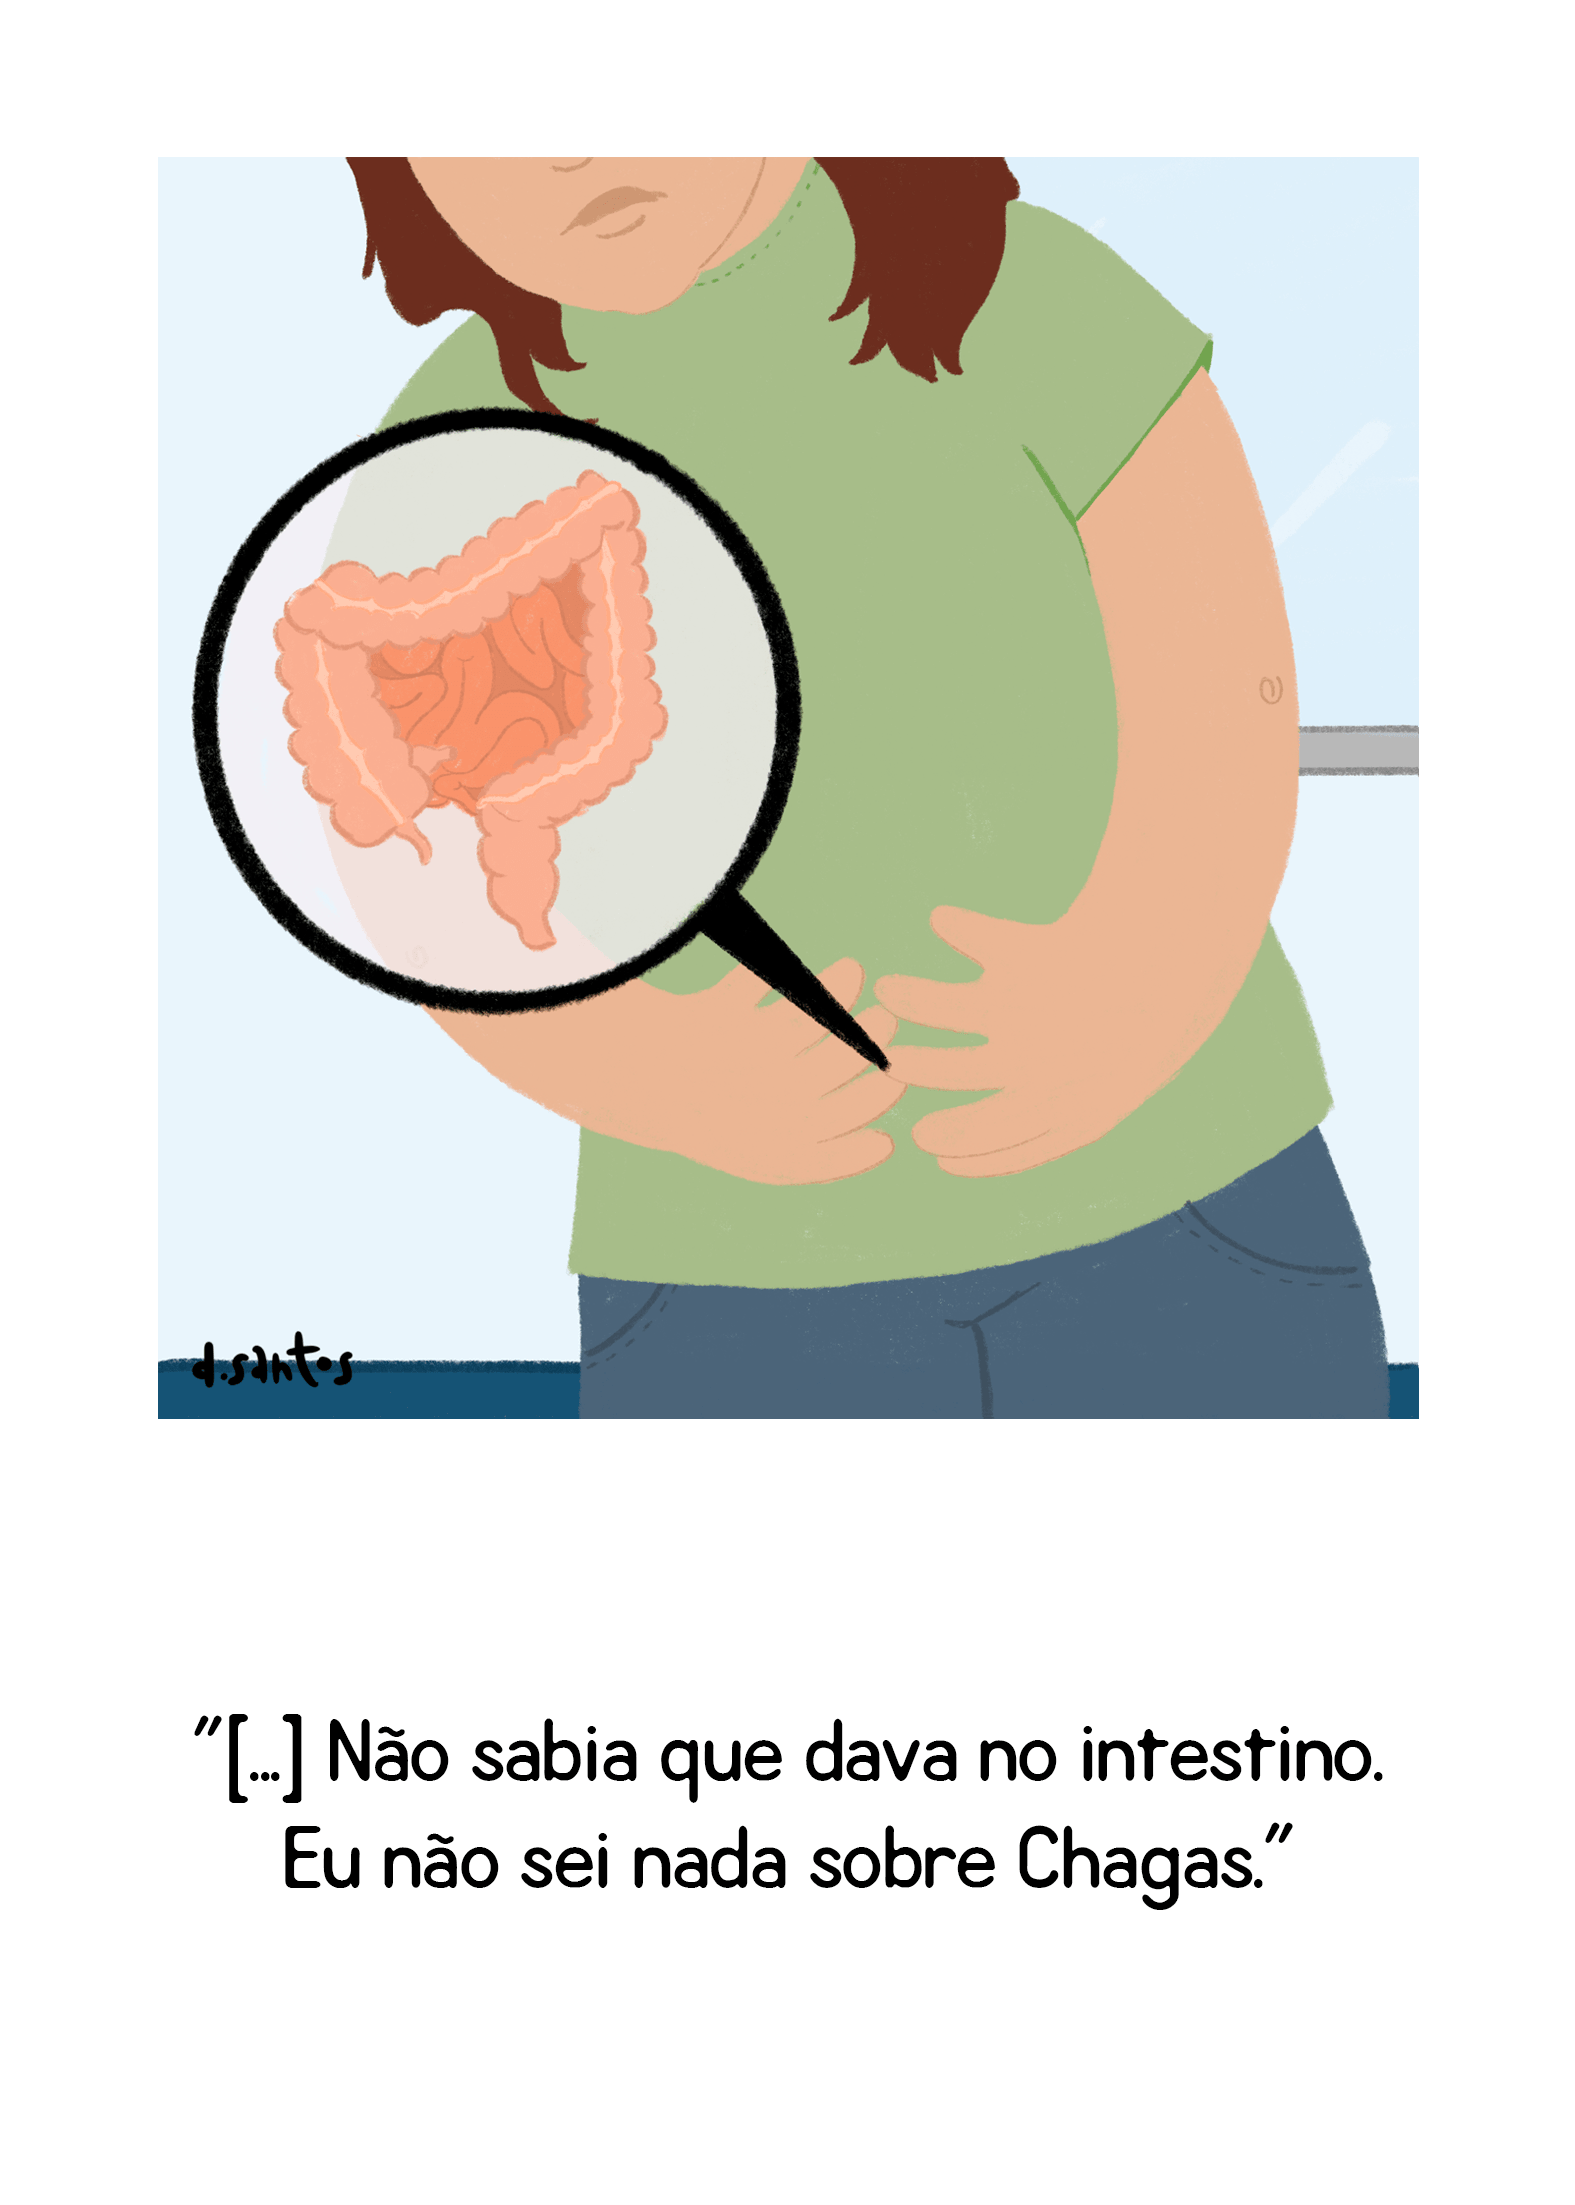 d.santos
"[...] Não sabia que dava no intestino.
Eu não sei nada sobre Chagas."